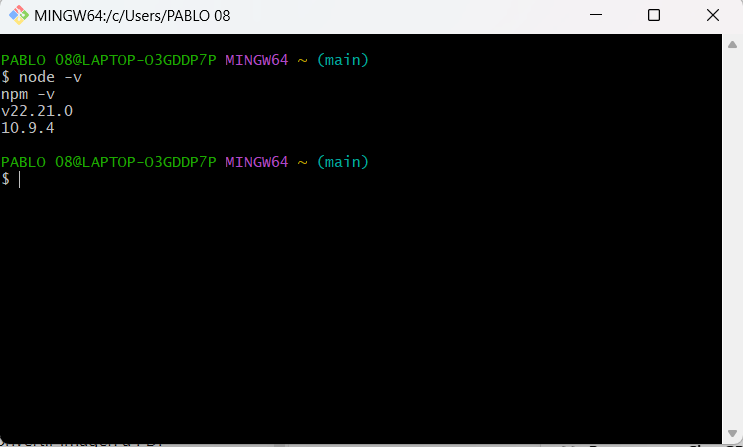 MINGW64:/c/Users/PABLO 08
PABLO 08@LAPTOP-O3GDDP7P MINGW64 ~ (main)
$ node -v
npm -v
v22.21.0
10.9.4
PABLO 08@LAPTOP-O3GDDP7P MINGW64 ~ (main)
$